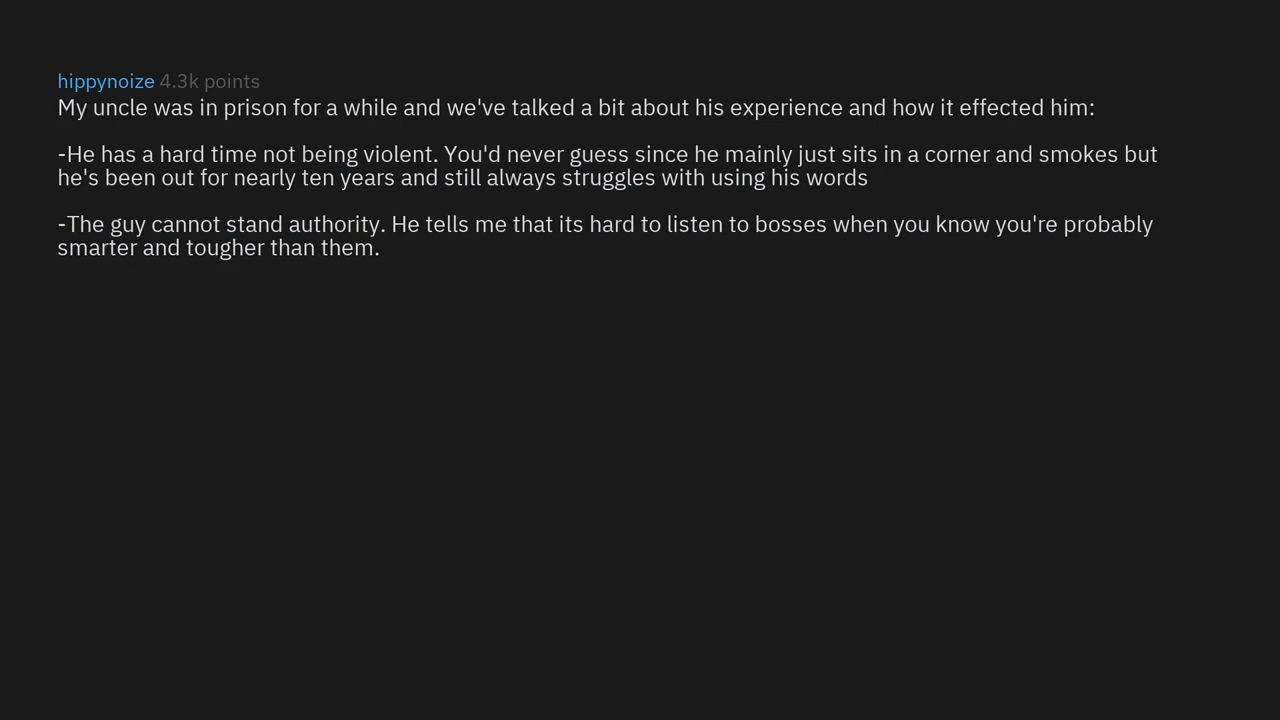 hippynoize 4.3k points
My uncle was in prison for a while and we've talked a bit about his experience and how it effected him:
-He has a hard time not being violent. You'd never guess since he mainly just sits in a corner and smokes but
he's been out for nearly ten years and still always struggles with using his words
-The guy cannot stand authority. He tells me that its hard to listen to bosses when you know you're probably
smarter and tougher than them.